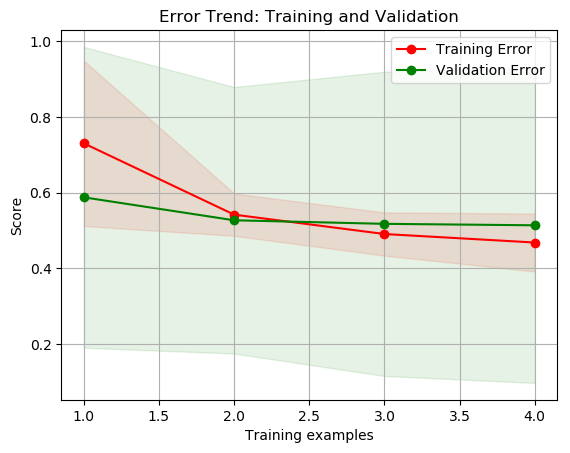 Error Trend: Training and Validation
1.0
0.8
0.6
0.4
0.2
Score
Training Error
Validation Error
1.0 1.5 2.0 2.5 3.0 3.5 4.0
Training examples